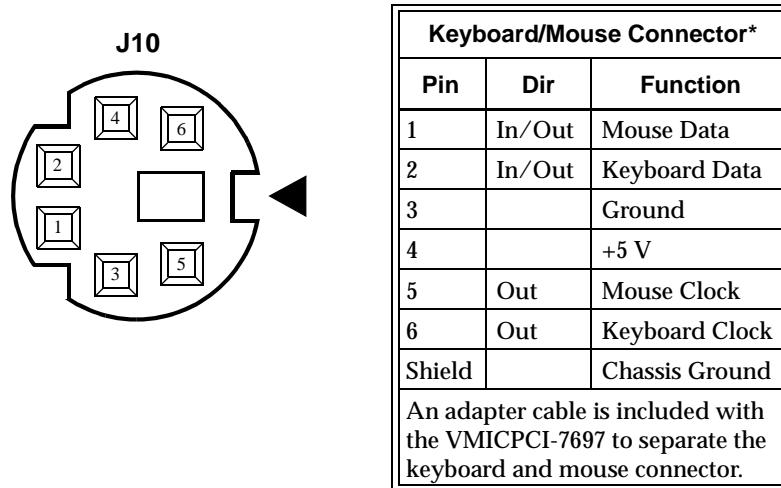 J10
4
6
2
1
3
5
Keyboard/Mouse Connector*
Pin Dir Function
1 In/Out Mouse Data
2 In/Out Keyboard Data
3 Ground
4 +5 V
5 Out Mouse Clock
6 Out Keyboard Clock
Shield Chassis Ground
An adapter cable is included with
the VMICPCI-7697 to separate the
keyboard and mouse connector.